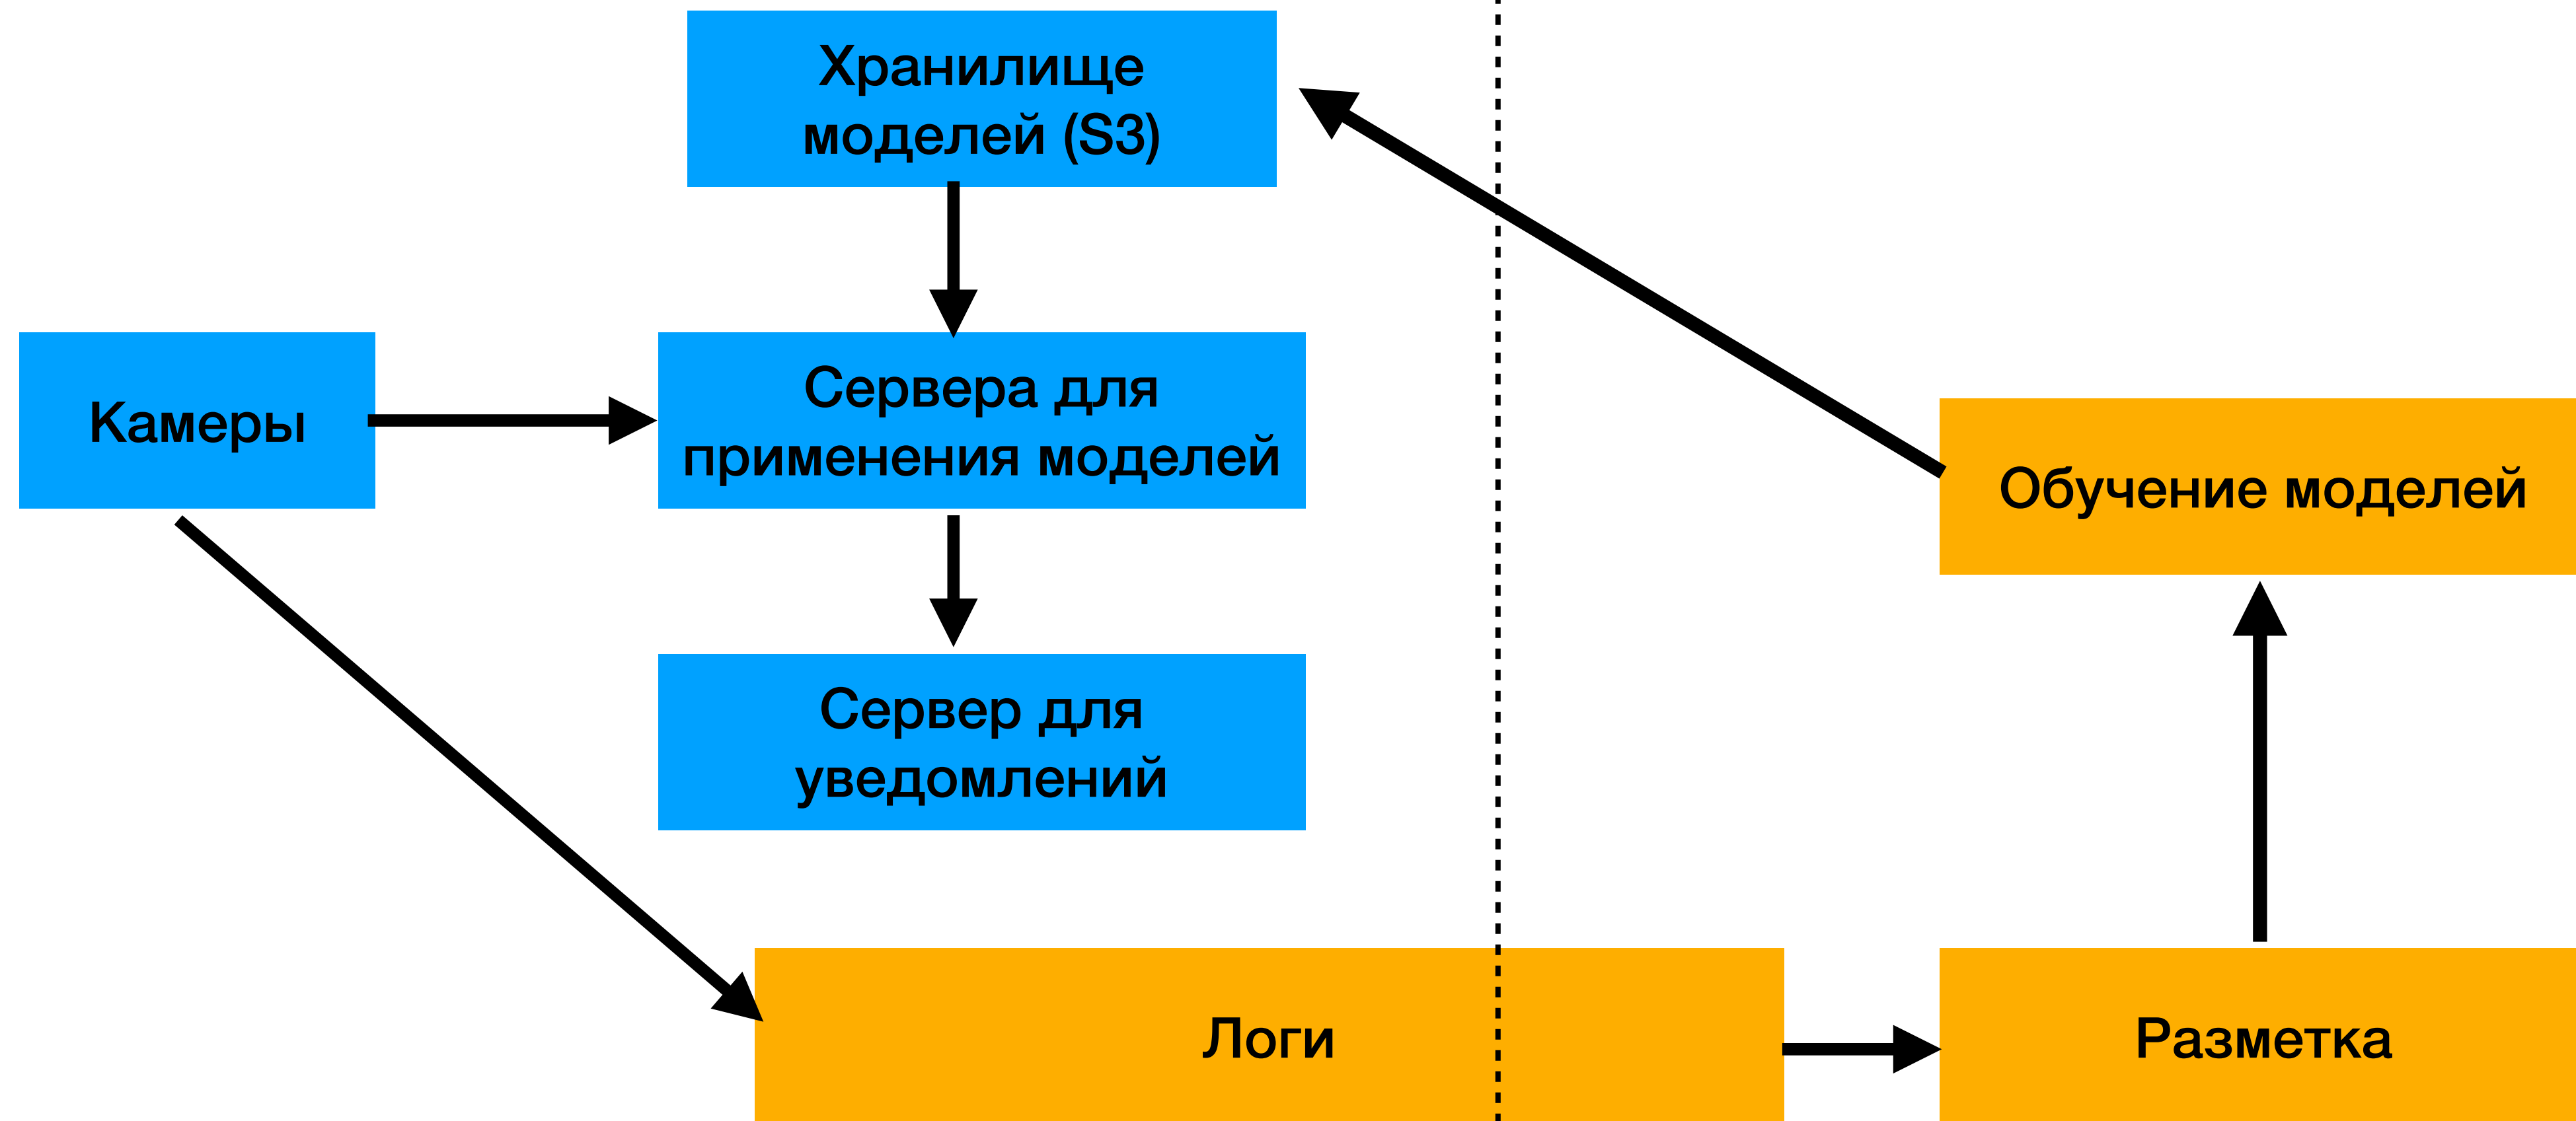 Хранилище
моделей (S3)
Камеры
Сервера для
применения моделей
Обучение моделей
Сервер для
уведомлений
Логи
Разметка